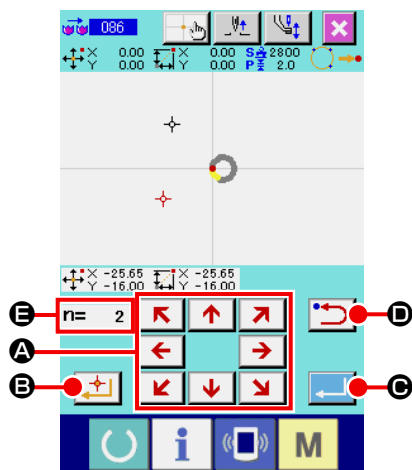 086
X 0.00 X 0.00 S 2800
Y 0.00 Y 0.00 P 2.0
X -25.65 X -25.65
Y -16.00 Y -16.00
E n= 2 D
A
B C
i M